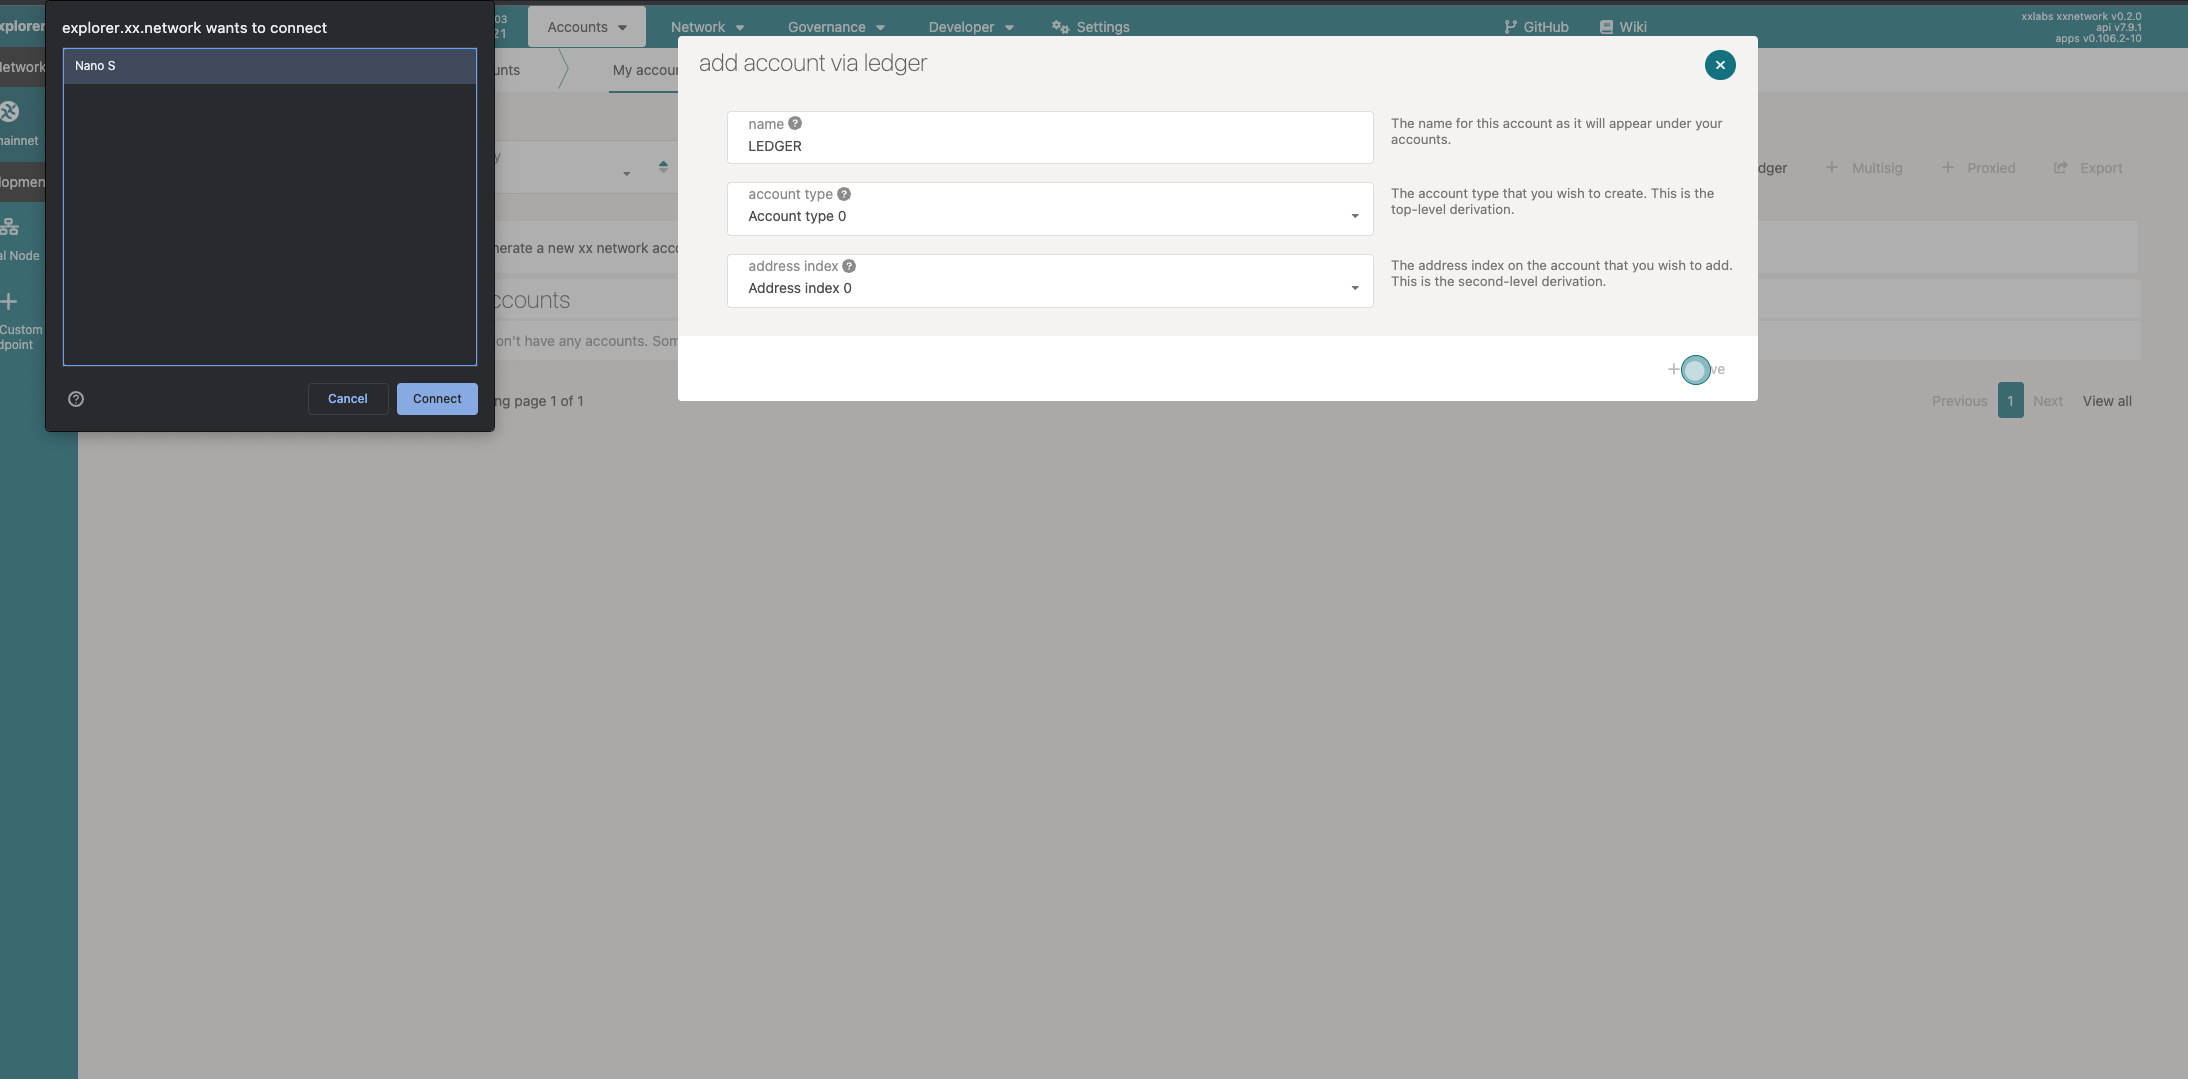 explorer.xx.network wants to connect
Nano S
Cancel
Connect
Accounts
Network
Governance
Developer
Settings
GitHub
Wiki
xxlabs xxnetwork v0.2.0
api v7.9.1
apps v0.106.2-10
03
21
xplorer
etwork
ainnet
lopmen
al Node
Custom
dpoint
unts
My accou
add account via ledger
name
LEDGER
The name for this account as it will appear under your
accounts.
account type
Account type 0
The account type that you wish to create. This is the
top-level derivation.
address index
Address index 0
The address index on the account that you wish to add.
This is the second-level derivation.
ve
y
dger
Multisig
Proxied
Export
nerate a new xx network acco
ccounts
on't have any accounts. Som
ng page 1 of 1
Previous
1
Next
View all